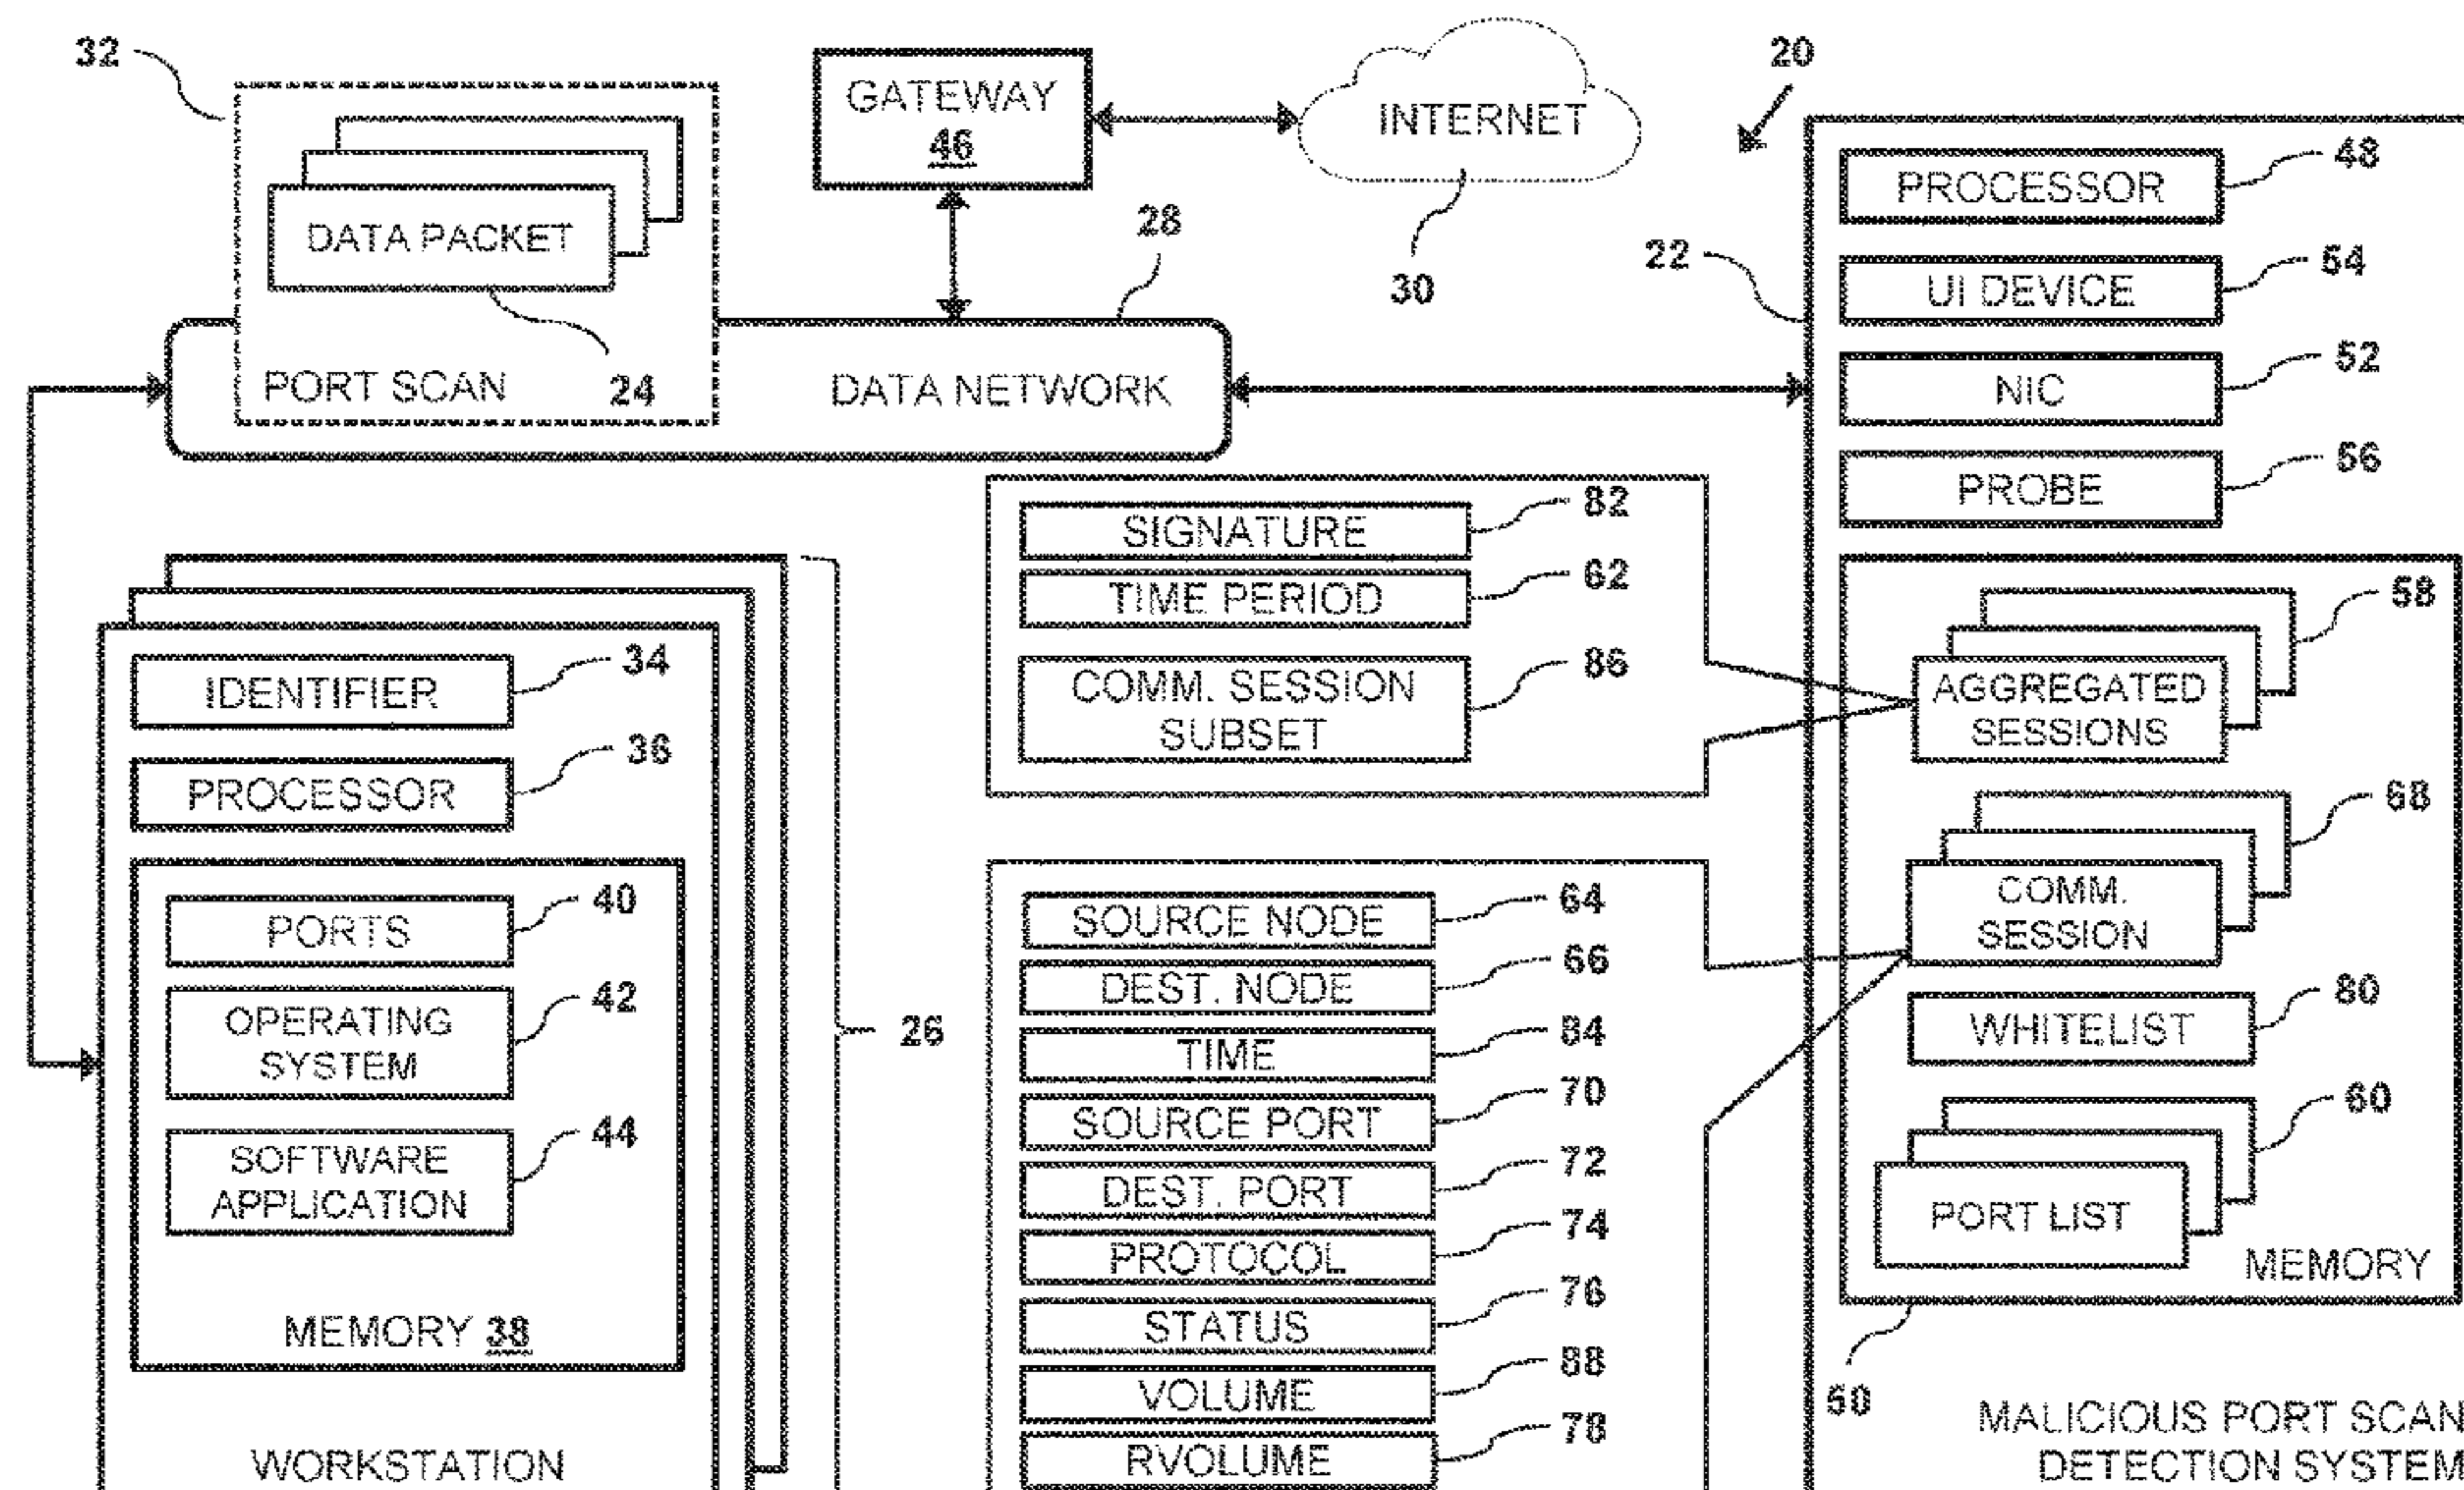 32
GATEWAY
46
INTERNET
30
20
DATA PACKET
24
PORT SCAN
28
DATA NETWORK
22
PROCESSOR
48
UI DEVICE
54
NIC
52
PROBE
56
SIGNATURE
82
TIME PERIOD
62
COMM. SESSION
SUBSET
86
AGGREGATED
SESSIONS
58
COMM.
SESSION
68
WHITELIST
80
PORT LIST
60
MEMORY
50
MALICIOUS PORT SCAN
DETECTION SYSTEM
IDENTIFIER
34
PROCESSOR
36
PORTS
40
OPERATING
SYSTEM
42
SOFTWARE
APPLICATION
44
MEMORY 38
WORKSTATION
26
SOURCE NODE
64
DEST. NODE
66
TIME
84
SOURCE PORT
70
DEST. PORT
72
PROTOCOL
74
STATUS
76
VOLUME
88
RVOLUME
78